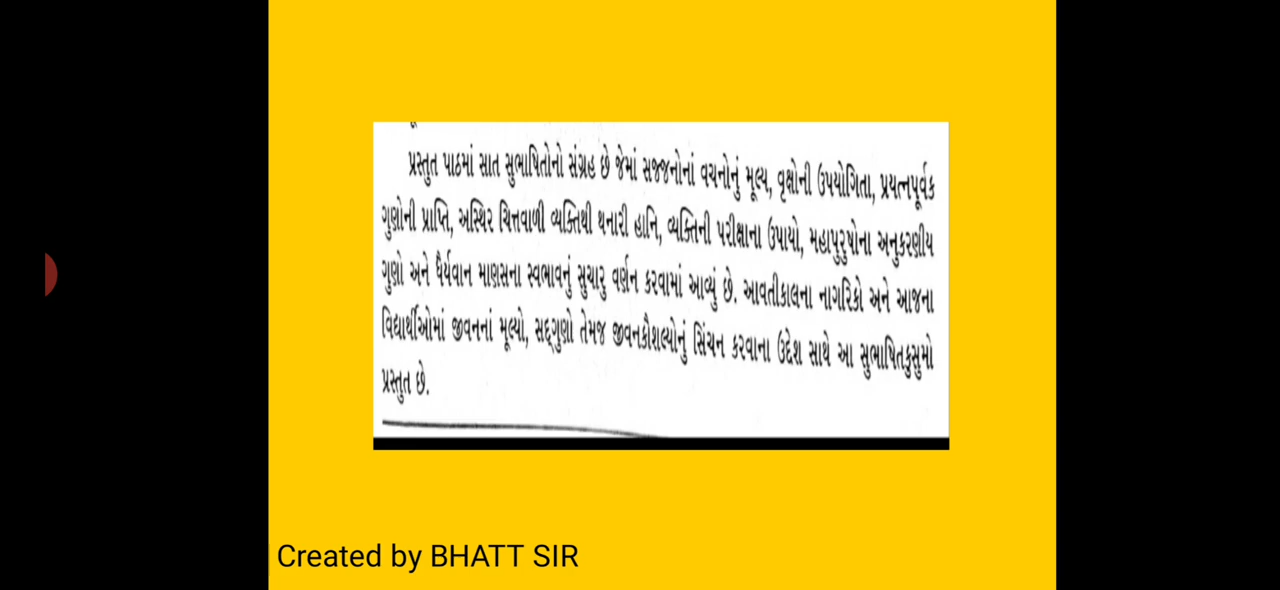 પ્રસ્તુત પાઠમાં સાત સુભાષિતોનો સંગ્રહ છે જેમાં સજ્જનોનાં વચનોનું મૂલ્ય, વૃક્ષોની ઉપયોગિતા, પ્રયત્નપૂર્વક
ગુણોની પ્રાપ્તિ, અસ્થિર ચિત્તવાળી વ્યક્તિથી થનારી હાનિ, વ્યક્તિની પરીક્ષાના ઉપાયો, મહાપુરુષોના અનુકરણીય
ગુણો અને ધૈર્યવાન માણસના સ્વભાવનું સુચારુ વર્ણન કરવામાં આવ્યું છે. આવતીકાલના નાગરિકો અને આજના
વિદ્યાર્થીઓમાં જીવનનાં મૂલ્યો, સદ્ગુણો તેમજ જીવનકૌશલ્યોનું સિંચન કરવાના ઉદેશ સાથે આ સુભાષિતકુસુમો
પ્રસ્તુત છે.
Created by BHATT SIR